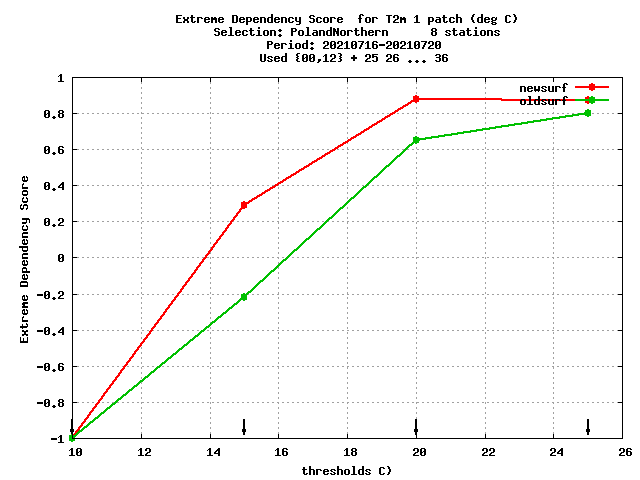 Extreme Dependency Score  for T2m 1 patch (deg C)
Selection: PolandNorthern      8 stations
Period: 20210716-20210720
Used {00,12} + 25 26 ... 36
newsurf
oldsurf
1
0.8
0.6
0.4
0.2
0
-0.2
-0.4
-0.6
-0.8
-1
Extreme Dependency Score
10 12 14 16 18 20 22 24 26
thresholds C)